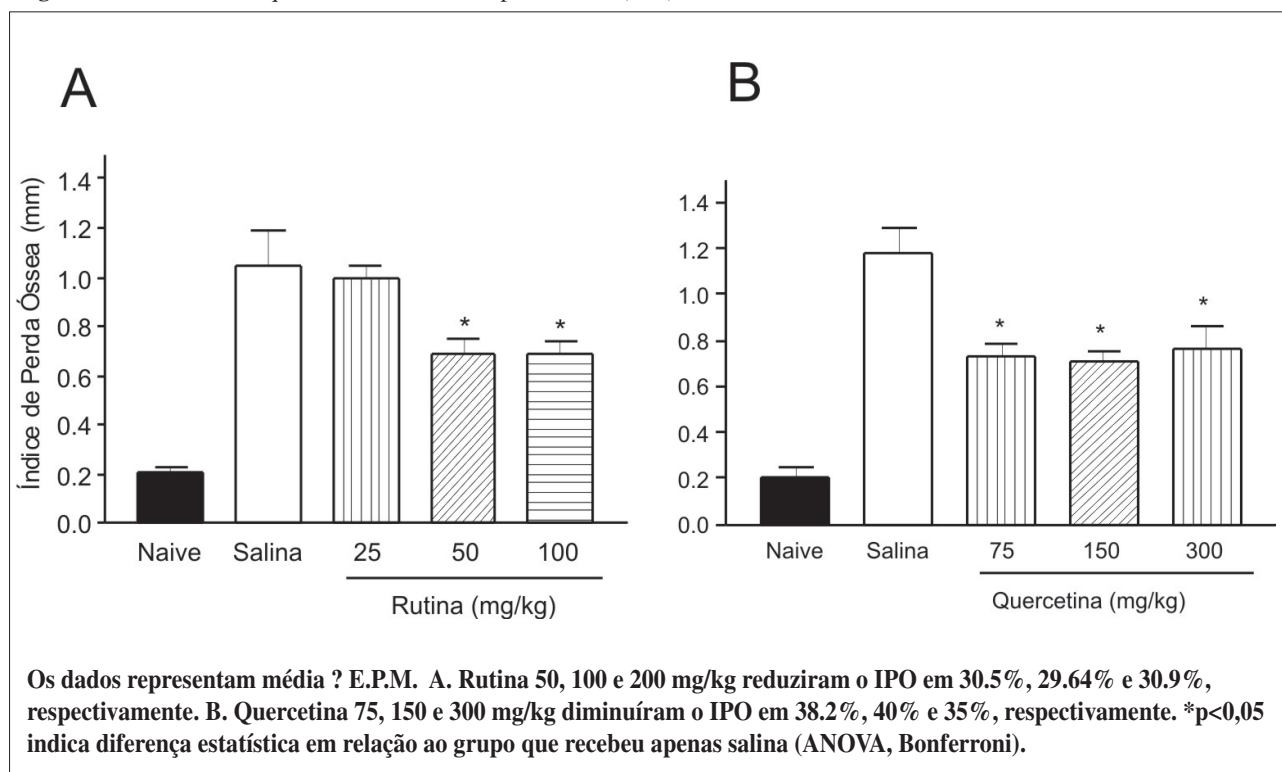 A
B
Índice de Perda Óssea (mm)
1.4
1.2
1.0
0.8
0.6
0.4
0.2
0.0
Naive
Salina
25
50
100
Rutina (mg/kg)
*
*
1.4
1.2
1.0
0.8
0.6
0.4
0.2
0.0
Naive
Salina
75
150
300
Quercetina (mg/kg)
*
*
*
Os dados representam média ? E.P.M. A. Rutina 50, 100 e 200 mg/kg reduziram o IPO em 30.5%, 29.64% e 30.9%,
respectivamente. B. Quercetina 75, 150 e 300 mg/kg diminuíram o IPO em 38.2%, 40% e 35%, respectivamente. *p<0,05
indica diferença estatística em relação ao grupo que recebeu apenas salina (ANOVA, Bonferroni).